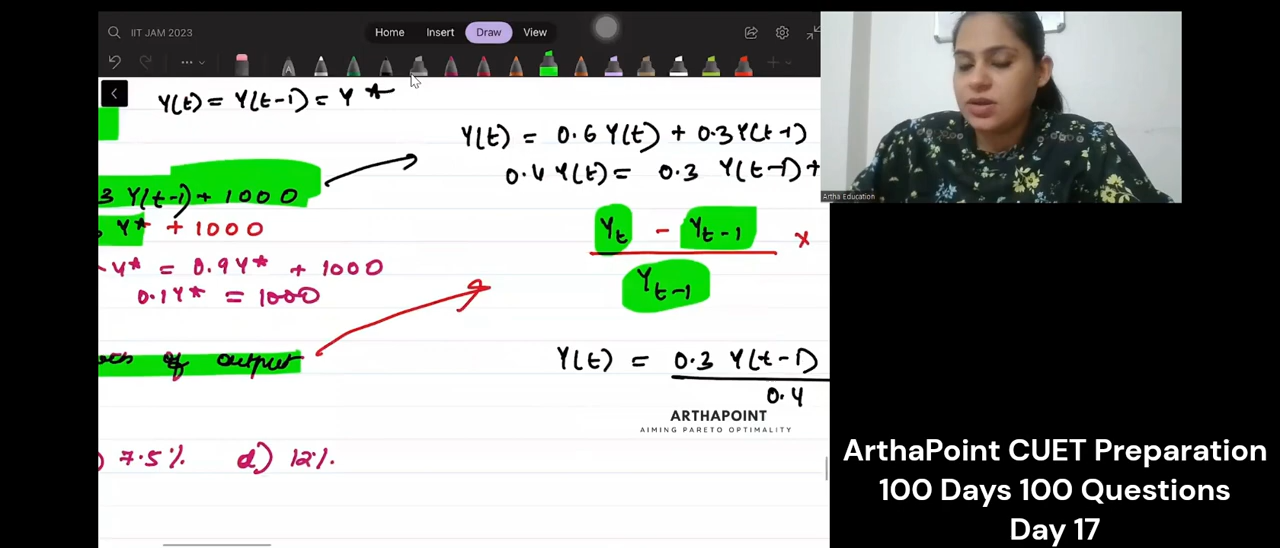 IIT JAM 2023
Home Insert Draw View
Y(t) = Y(t-1) = Y*
Y(t) = 0.6 Y(t) + 0.3 Y(t-1)
0.4 Y(t) = 0.3 Y(t-1) +
3 Y(t-1) + 1000
Y* + 1000
Y* = 0.9Y* + 1000
0.1Y* = 1000
Yt - Yt-1 ×
Yt-1
of output
Y(t) = 0.3 Y(t-1)
0.4
ARTHAPOINT
AIMING PARETO OPTIMALITY
) 7.5% d) 12%.
Artha Education
ArthaPoint CUET Preparation
100 Days 100 Questions
Day 17